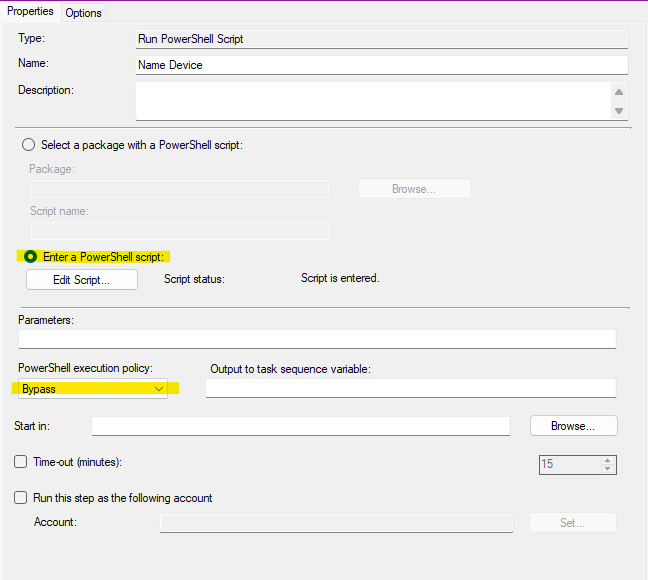 Properties Options
Type: Run PowerShell Script
Name: Name Device
Description:
Select a package with a PowerShell script:
Package:
Browse...
Script name:
Enter a PowerShell script:
Edit Script... Script status: Script is entered.
Parameters:
PowerShell execution policy: Output to task sequence variable:
Bypass
Start in: Browse...
Time-out (minutes): 15
Run this step as the following account
Account: Set...